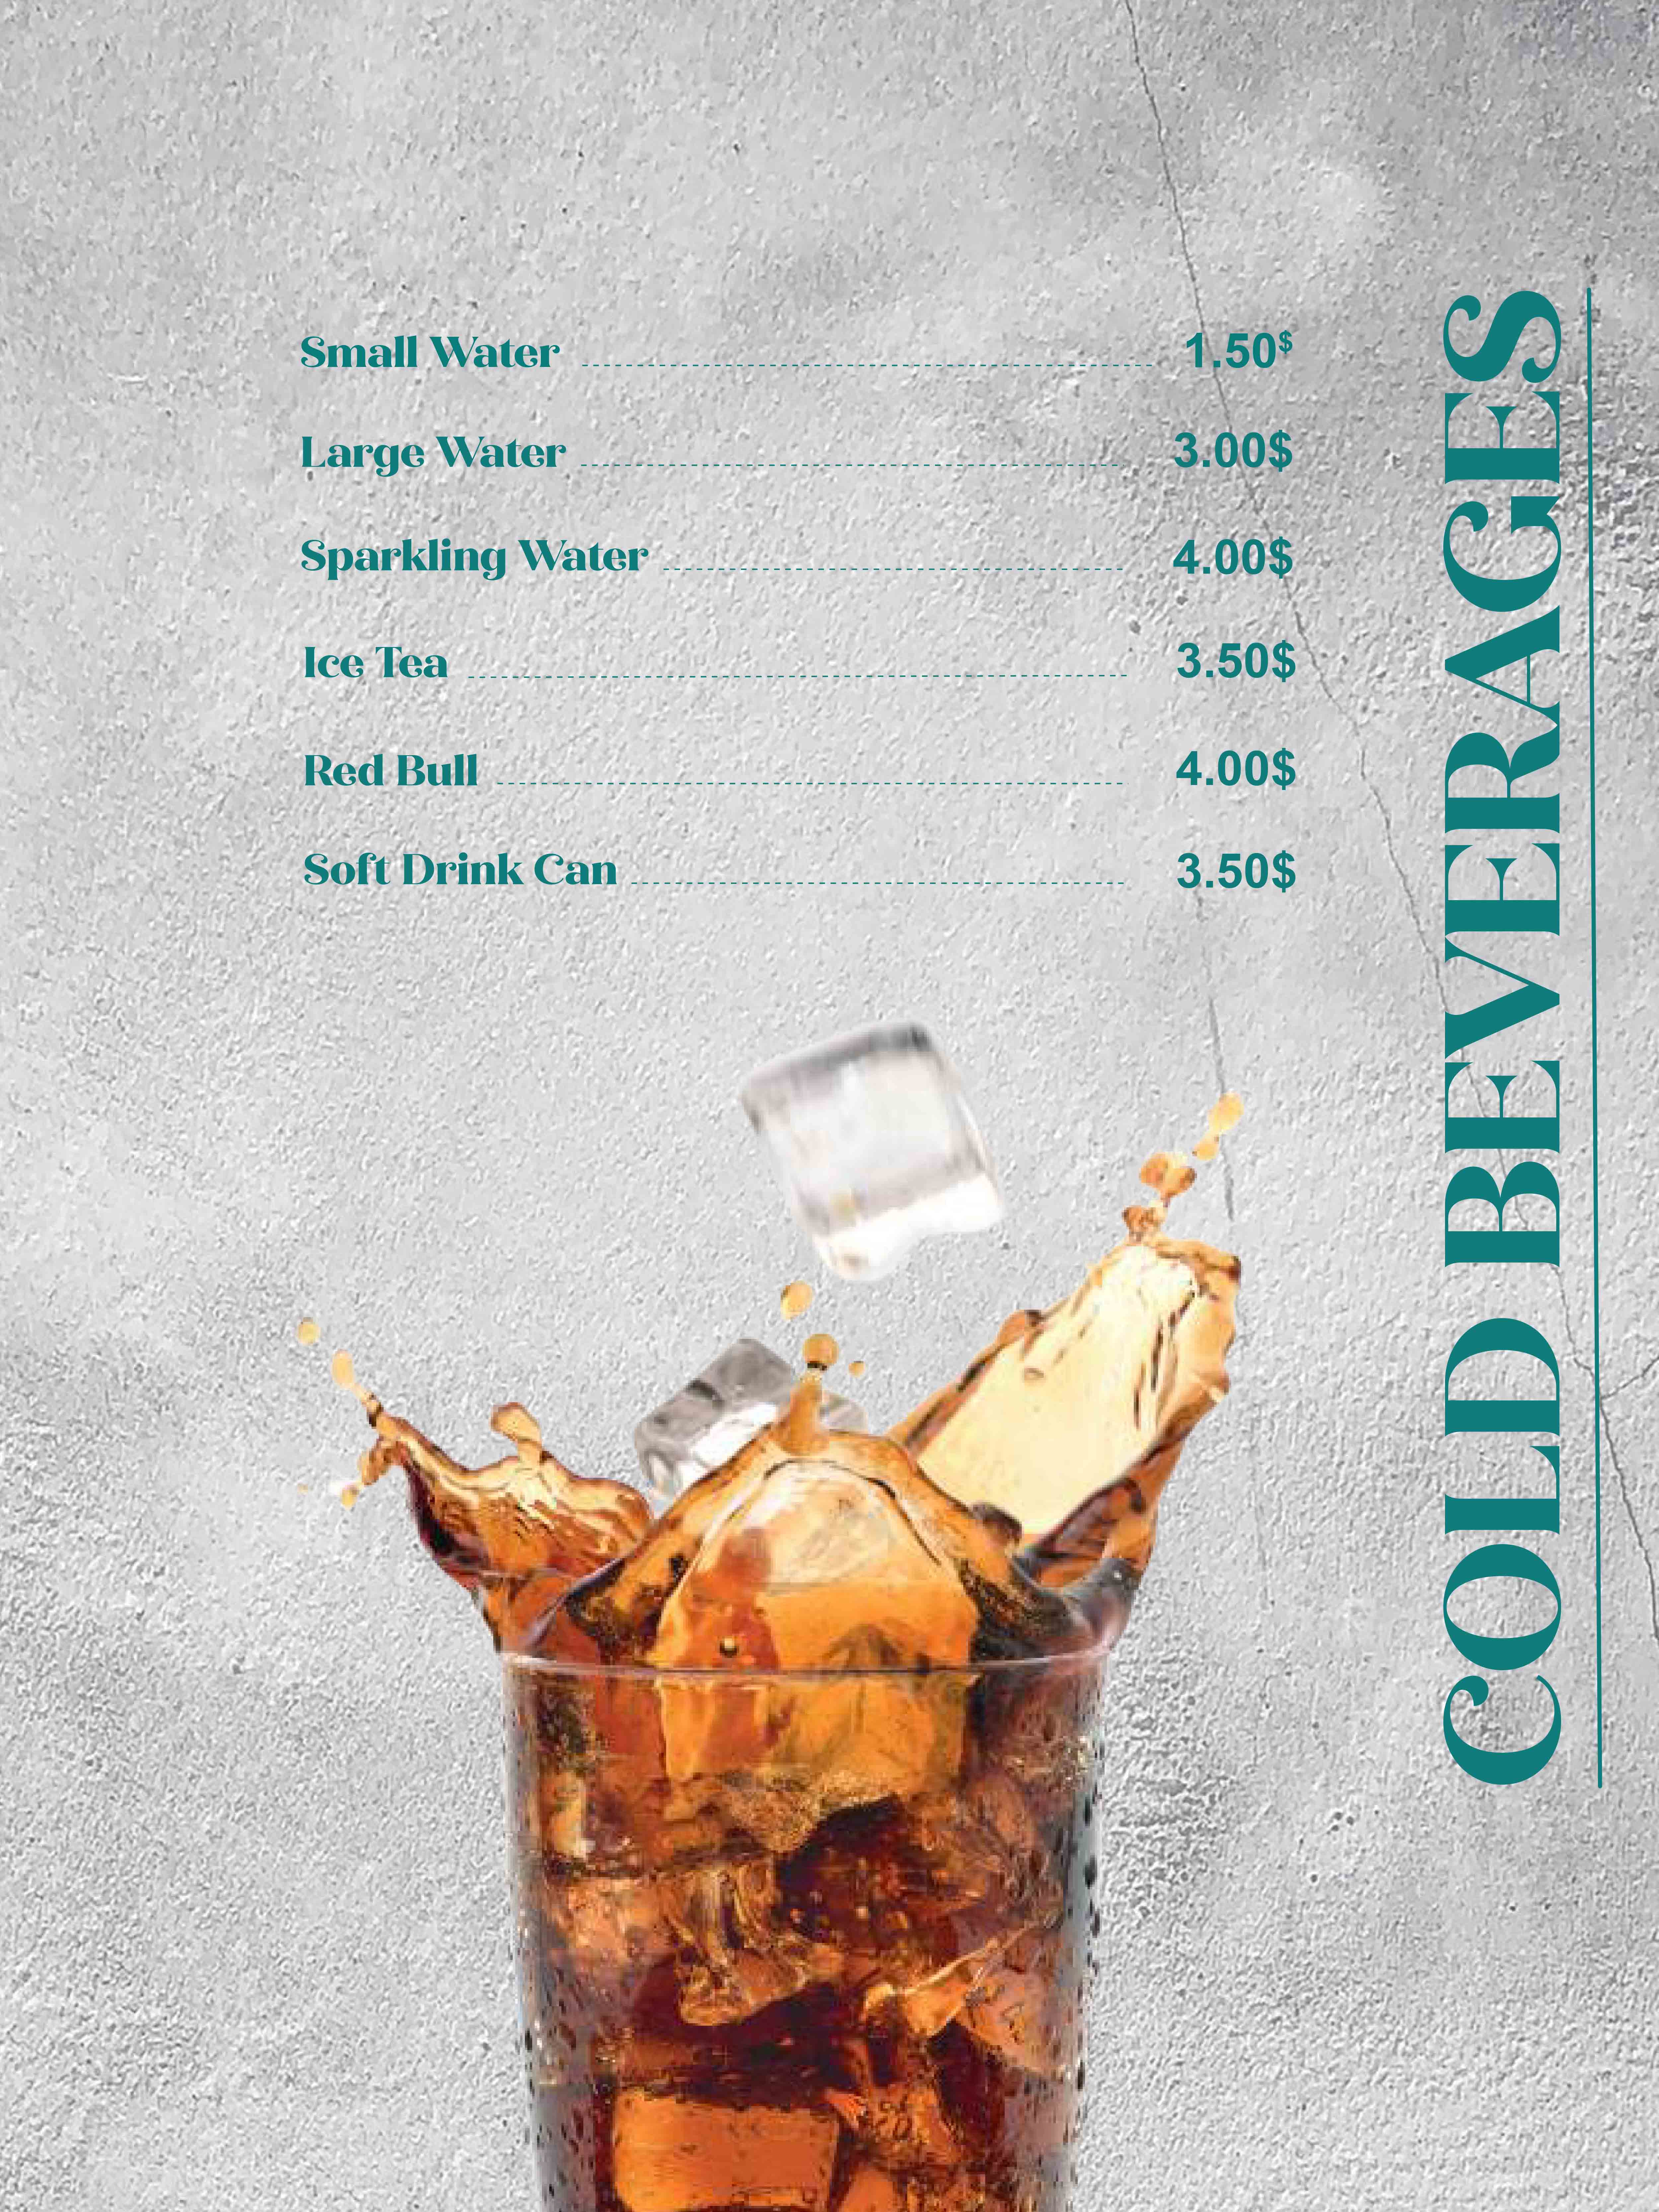 Small Water 1.50$
Large Water 3.00$
Sparkling Water 4.00$
Ice Tea 3.50$
Red Bull 4.00$
Soft Drink Can 3.50$
COLD BEVERAGES